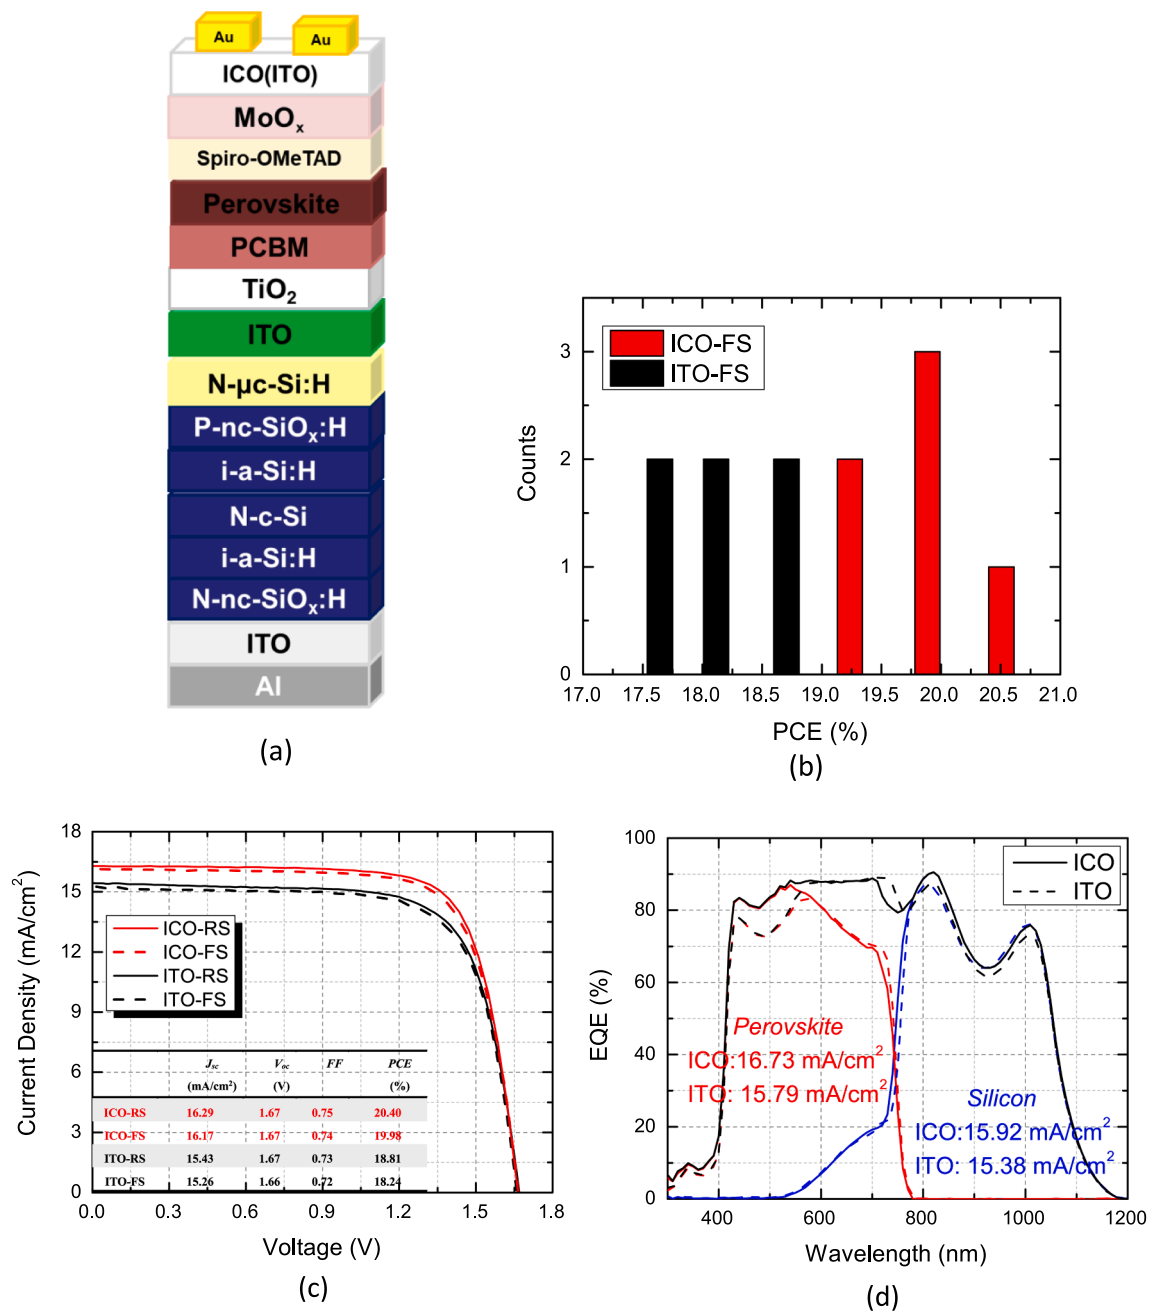 Au
Au
ICO(ITO)
MoOₓ
Spiro-OMeTAD
Perovskite
PCBM
TiO₂
ITO
N-μc-Si:H
P-nc-SiOₓ:H
i-a-Si:H
N-c-Si
i-a-Si:H
N-nc-SiOₓ:H
ITO
Al
(a)
ICO-FS
ITO-FS
3
2
1
0
Counts
17.0 17.5 18.0 18.5 19.0 19.5 20.0 20.5 21.0
PCE (%)
(b)
18
15
12
9
6
3
0
Current Density (mA/cm²)
ICO-RS
ICO-FS
ITO-RS
ITO-FS
Jsc Voc FF PCE
(mA/cm²) (V) (%)
ICO-RS 16.29 1.67 0.75 20.40
ICO-FS 16.17 1.67 0.74 19.98
ITO-RS 15.43 1.67 0.73 18.81
ITO-FS 15.26 1.66 0.72 18.24
0.0 0.3 0.6 0.9 1.2 1.5 1.8
Voltage (V)
(c)
100
80
60
40
20
0
EQE (%)
ICO
ITO
Perovskite
ICO:16.73 mA/cm²
ITO: 15.79 mA/cm²
Silicon
ICO:15.92 mA/cm²
ITO: 15.38 mA/cm²
400 600 800 1000 1200
Wavelength (nm)
(d)